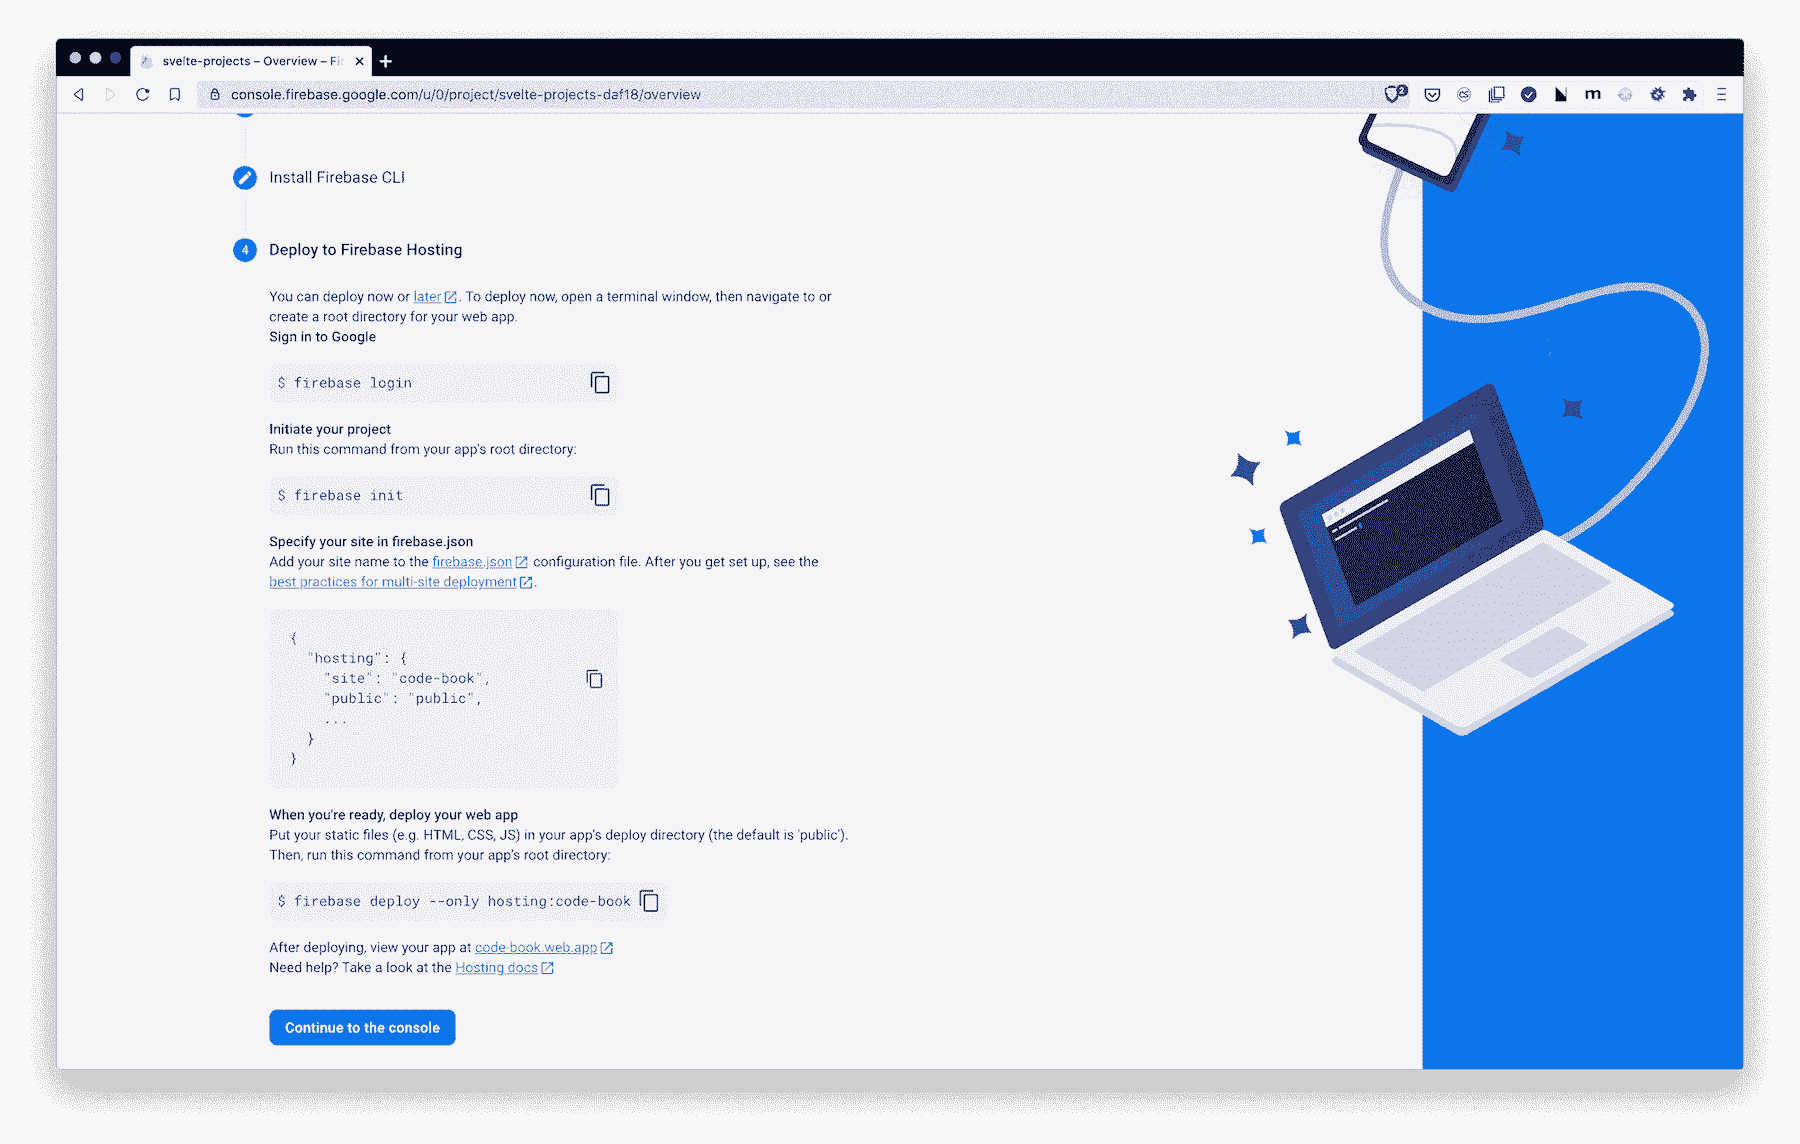 svelte-projects – Overview – Fir
console.firebase.google.com/u/0/project/svelte-projects-daf18/overview
2
CS
m
Install Firebase CLI
4
Deploy to Firebase Hosting
You can deploy now or later. To deploy now, open a terminal window, then navigate to or
create a root directory for your web app.
Sign in to Google
$ firebase login
Initiate your project
Run this command from your app's root directory:
$ firebase init
Specify your site in firebase.json
Add your site name to the firebase.json configuration file. After you get set up, see the
best practices for multi-site deployment.
{
"hosting": {
"site": "code-book",
"public": "public",
...
}
}
When you're ready, deploy your web app
Put your static files (e.g. HTML, CSS, JS) in your app's deploy directory (the default is 'public').
Then, run this command from your app's root directory:
$ firebase deploy --only hosting:code-book
After deploying, view your app at code-book.web.app
Need help? Take a look at the Hosting docs
Continue to the console